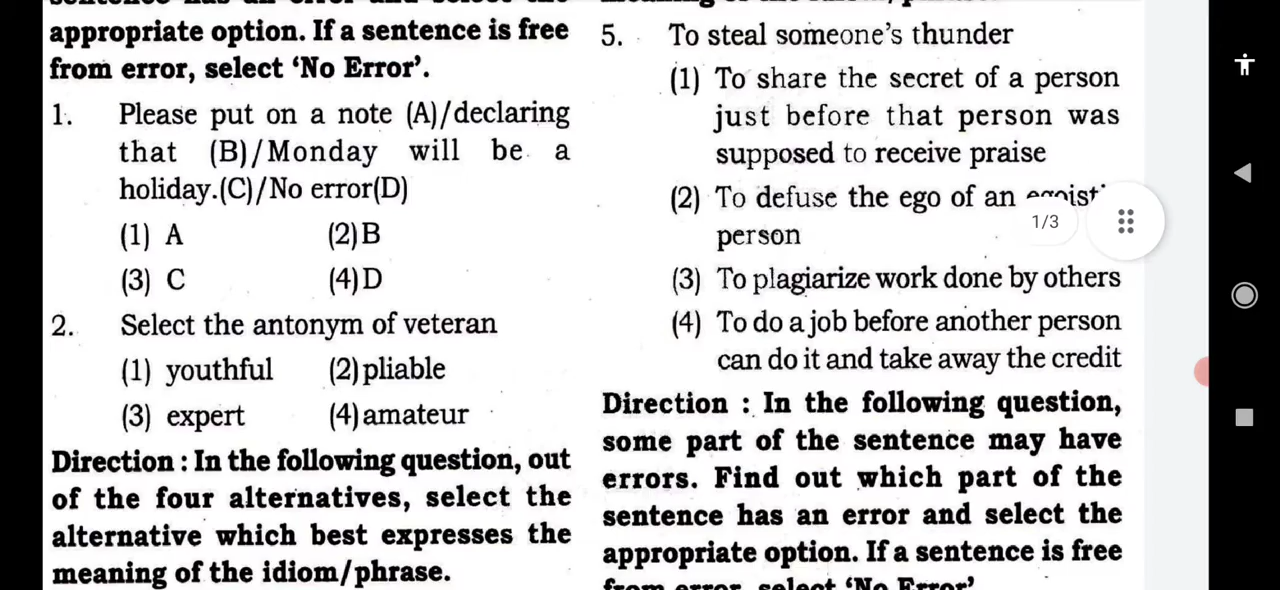 appropriate option. If a sentence is free
from error, select ‘No Error’.
1. Please put on a note (A)/declaring
that (B)/Monday will be a
holiday.(C)/No error(D)
(1) A (2) B
(3) C (4) D
2. Select the antonym of veteran
(1) youthful (2) pliable
(3) expert (4) amateur
Direction : In the following question, out
of the four alternatives, select the
alternative which best expresses the
meaning of the idiom/phrase.
5. To steal someone’s thunder
(1) To share the secret of a person
just before that person was
supposed to receive praise
(2) To defuse the ego of an
person
(3) To plagiarize work done by others
(4) To do a job before another person
can do it and take away the credit
Direction : In the following question,
some part of the sentence may have
errors. Find out which part of the
sentence has an error and select the
appropriate option. If a sentence is free
from error, select ‘No Error’
1/3